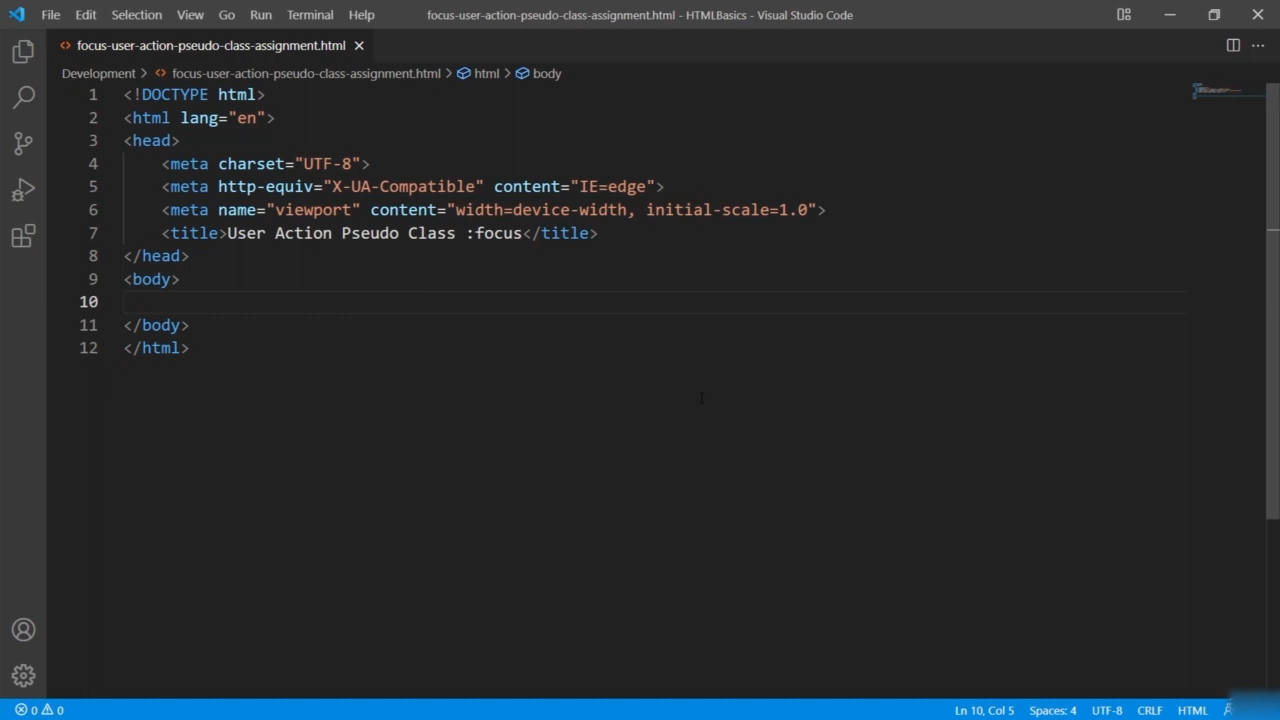 File Edit Selection View Go Run Terminal Help focus-user-action-pseudo-class-assignment.html - HTMLBasics - Visual Studio Code
focus-user-action-pseudo-class-assignment.html
Development > focus-user-action-pseudo-class-assignment.html > html > body
1 <!DOCTYPE html>
2 <html lang="en">
3 <head>
4 <meta charset="UTF-8">
5 <meta http-equiv="X-UA-Compatible" content="IE=edge">
6 <meta name="viewport" content="width=device-width, initial-scale=1.0">
7 <title>User Action Pseudo Class :focus</title>
8 </head>
9 <body>
10
11 </body>
12 </html>
0 0 Ln 10, Col 5 Spaces: 4 UTF-8 CRLF HTML